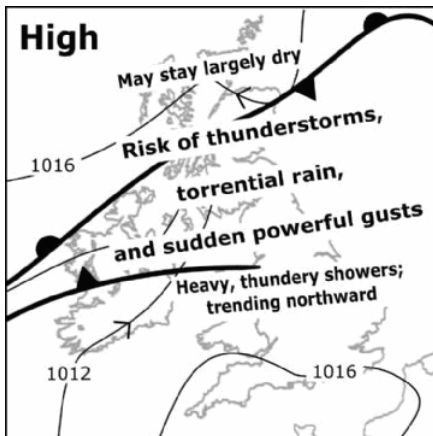 High
May stay largely dry
Risk of thunderstorms,
1016
torrential rain,
and sudden powerful gusts
Heavy, thundery showers;
trending northward
1012
1016